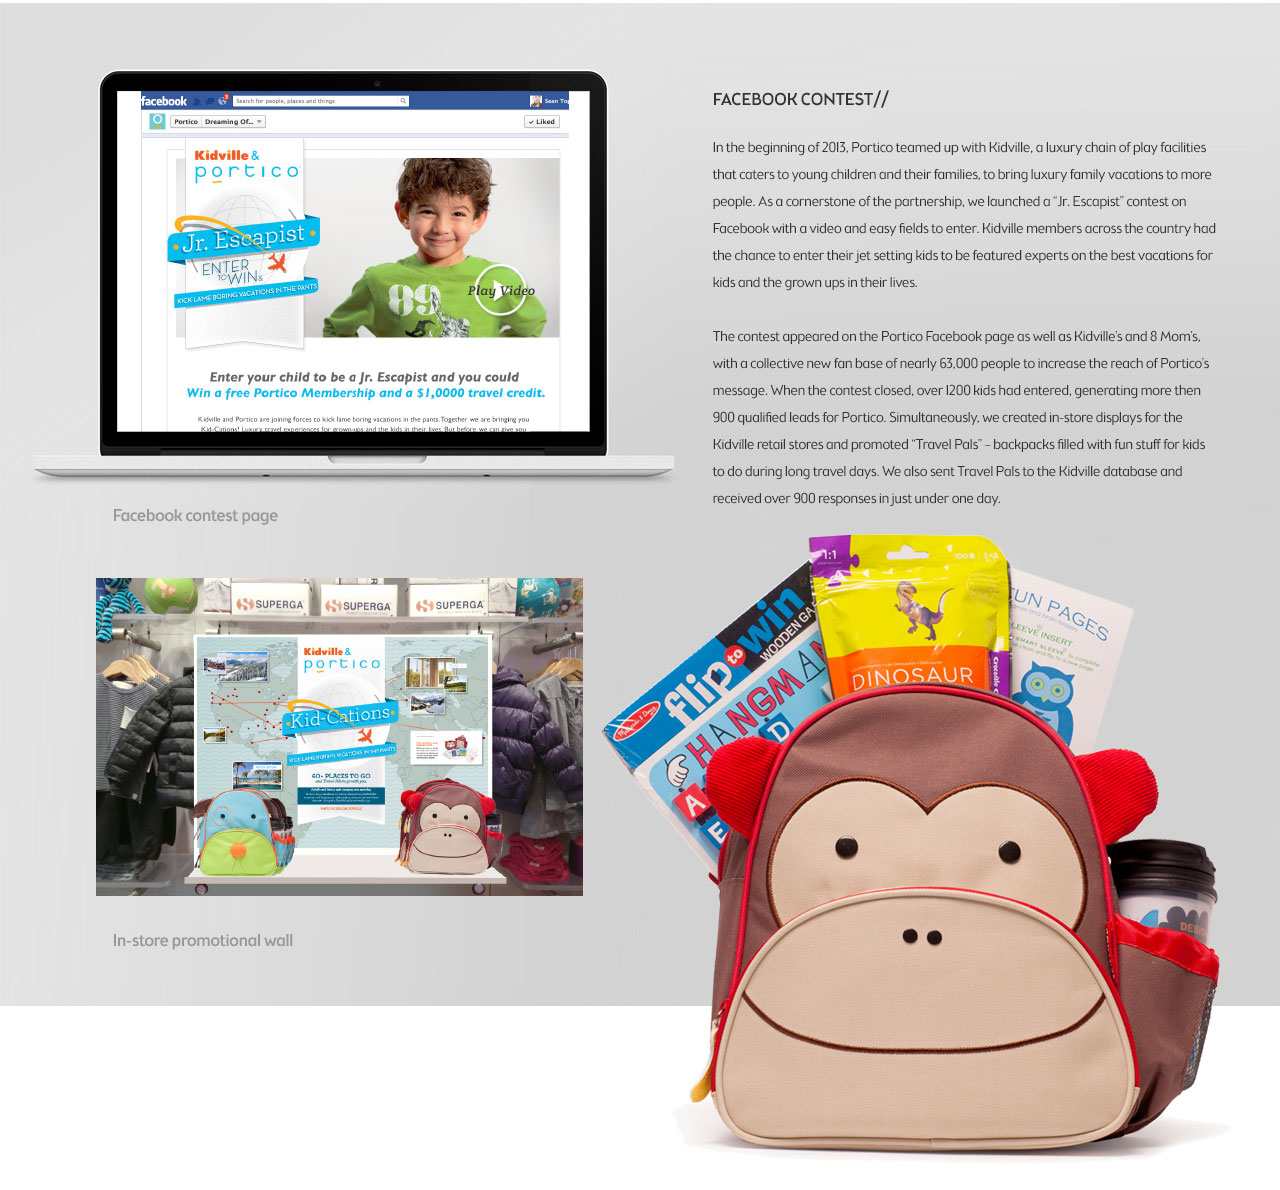 facebook
Search for people, places and things
Portico
Dreaming Of...
Liked
Kidville &
portico
Jr. Escapist
ENTER
TO WIN &
KICK LAME BORING VACATIONS IN THE PANTS
89
Play Video
Enter your child to be a Jr. Escapist and you could
Win a free Portico Membership and a $1,0000 travel credit.
Kidville and Portico are joining forces to kick lame boring vacations in the pants. Together we are bringing you
Kid-Cations! Luxury travel experiences for grown-ups and the kids in their lives. But before we can give you
Facebook contest page
FACEBOOK CONTEST//
In the beginning of 2013, Portico teamed up with Kidville, a luxury chain of play facilities
that caters to young children and their families, to bring luxury family vacations to more
people. As a cornerstone of the partnership, we launched a “Jr. Escapist” contest on
Facebook with a video and easy fields to enter. Kidville members across the country had
the chance to enter their jet setting kids to be featured experts on the best vacations for
kids and the grown ups in their lives.
The contest appeared on the Portico Facebook page as well as Kidville’s and 8 Mom’s,
with a collective new fan base of nearly 63,000 people to increase the reach of Portico’s
message. When the contest closed, over 1200 kids had entered, generating more then
900 qualified leads for Portico. Simultaneously, we created in-store displays for the
Kidville retail stores and promoted “Travel Pals” – backpacks filled with fun stuff for kids
to do during long travel days. We also sent Travel Pals to the Kidville database and
received over 900 responses in just under one day.
SUPERGA
SUPERGA
SUPERGA
Kidville &
portico
Kid-Cations
KICK LAME BORING VACATIONS IN THE PANTS
60+ PLACES TO GO
In-store promotional wall
flip to win
WOODEN
HANGMAN
Melissa & Doug
1:1
DINOSAUR
FUN PAGES
SLEEVE INSERT